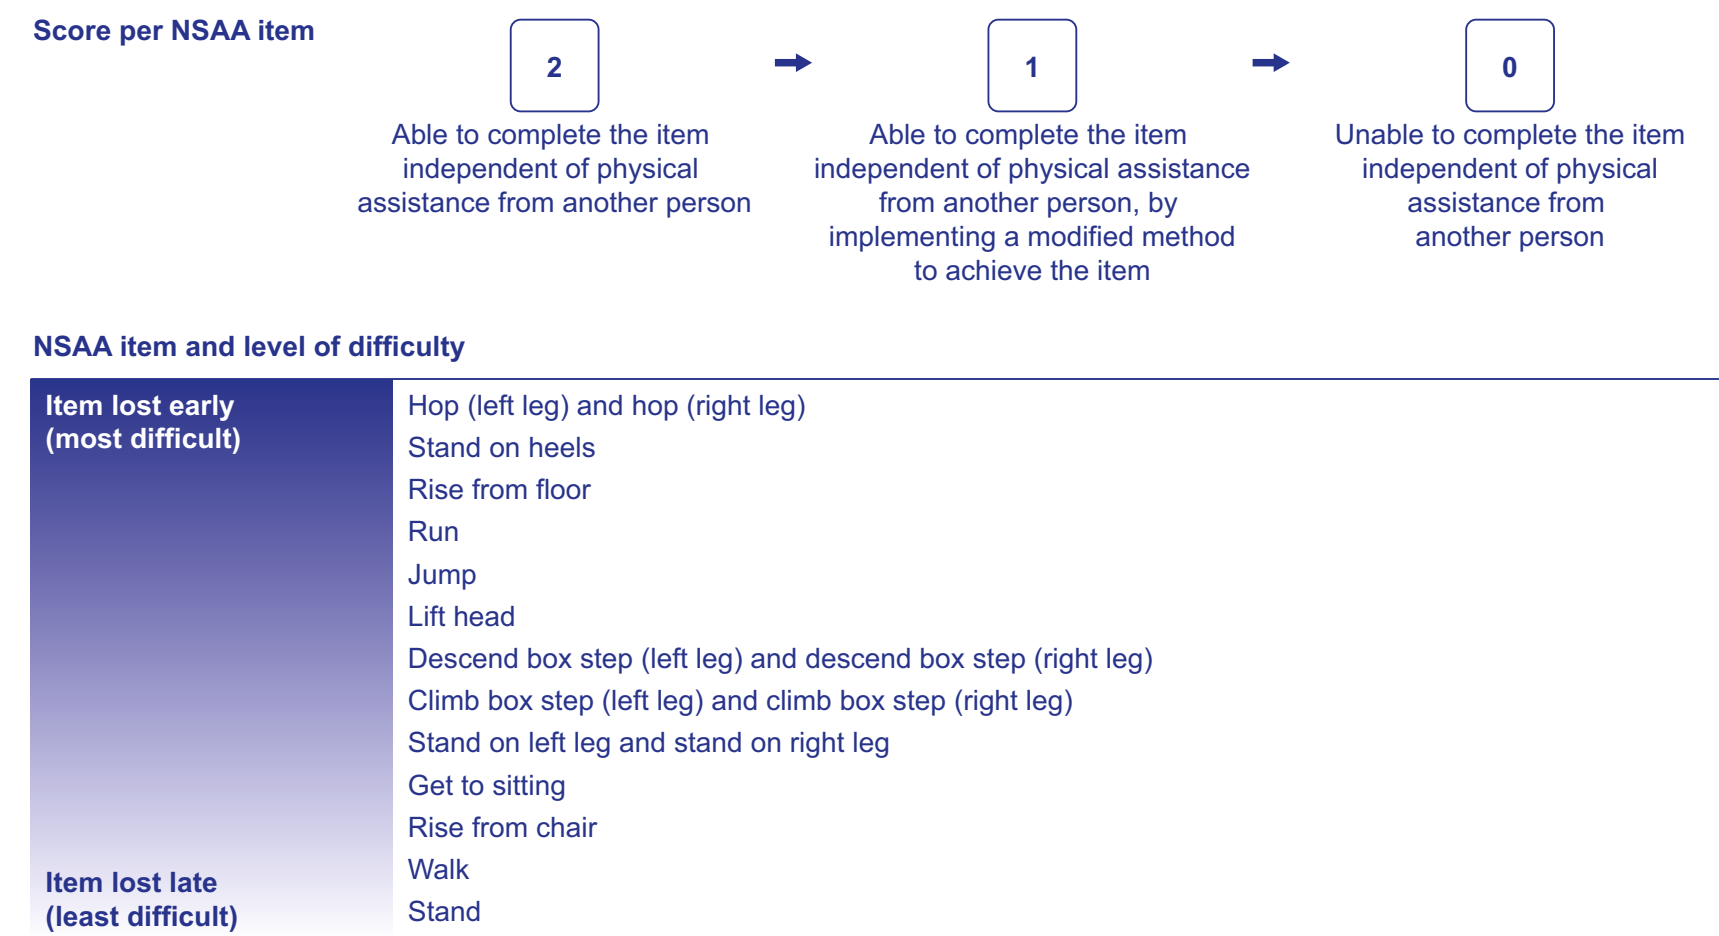 Score per NSAA item
2
1
0
Able to complete the item
independent of physical
assistance from another person
Able to complete the item
independent of physical assistance
from another person, by
implementing a modified method
to achieve the item
Unable to complete the item
independent of physical
assistance from
another person
NSAA item and level of difficulty
Item lost early
(most difficult)
Hop (left leg) and hop (right leg)
Stand on heels
Rise from floor
Run
Jump
Lift head
Descend box step (left leg) and descend box step (right leg)
Climb box step (left leg) and climb box step (right leg)
Stand on left leg and stand on right leg
Get to sitting
Rise from chair
Walk
Stand
Item lost late
(least difficult)